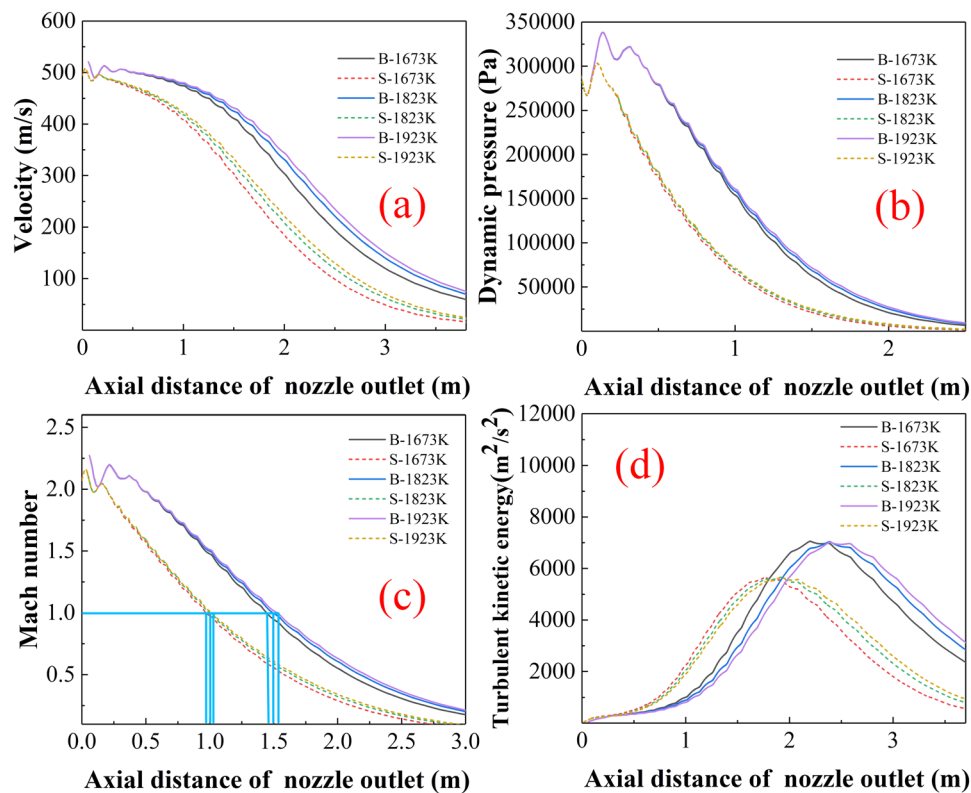 600
500
400
300
200
100
0
1
2
3
Velocity (m/s)
Axial distance of nozzle outlet (m)
B-1673K
S-1673K
B-1823K
S-1823K
B-1923K
S-1923K
(a)
350000
300000
250000
200000
150000
100000
50000
0
1
2
Dynamic pressure (Pa)
Axial distance of nozzle outlet (m)
B-1673K
S-1673K
B-1823K
S-1823K
B-1923K
S-1923K
(b)
2.5
2.0
1.5
1.0
0.5
0.0
0.5
1.0
1.5
2.0
2.5
3.0
Mach number
Axial distance of nozzle outlet (m)
B-1673K
S-1673K
B-1823K
S-1823K
B-1923K
S-1923K
(c)
12000
10000
8000
6000
4000
2000
0
0
1
2
3
Turbulent kinetic energy(m²/s²)
Axial distance of nozzle outlet (m)
B-1673K
S-1673K
B-1823K
S-1823K
B-1923K
S-1923K
(d)